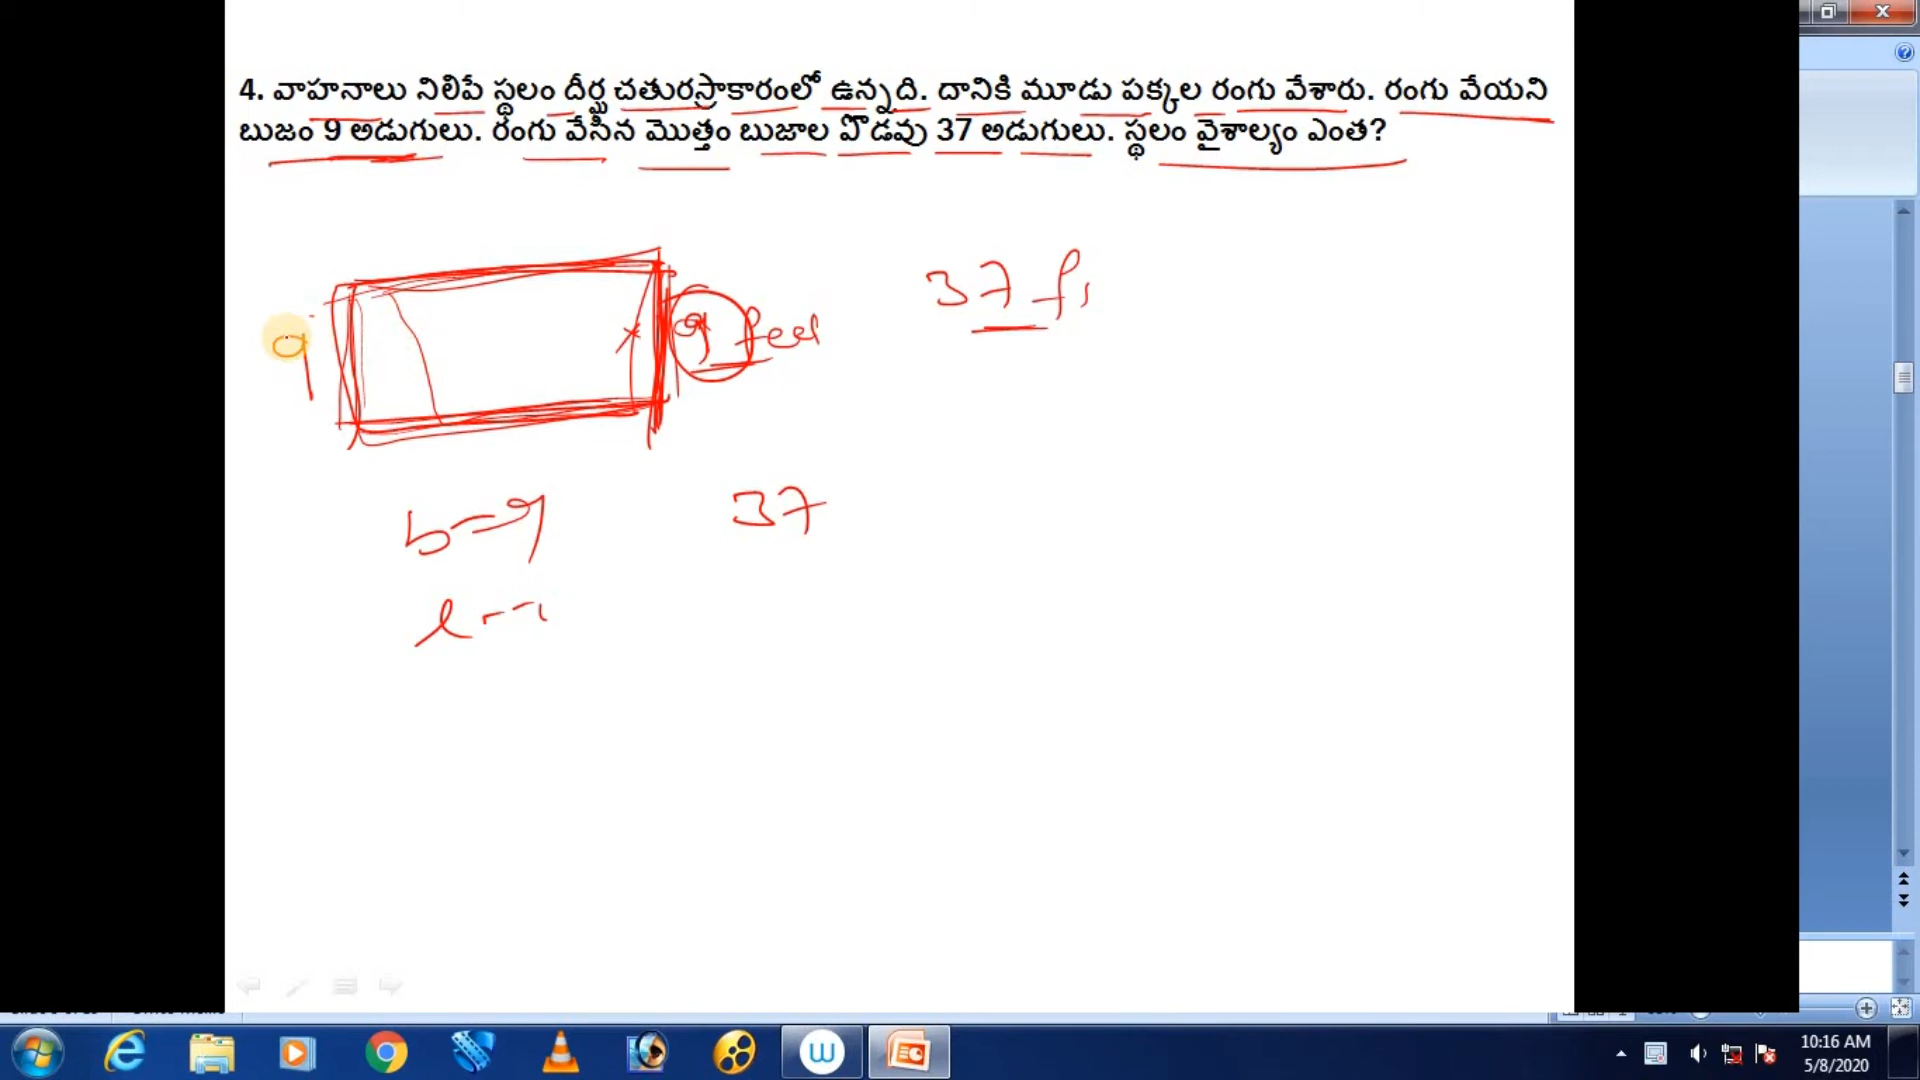 4. వాహనాలు నిలిపే స్థలం దీర్ఘ చతురస్రాకారంలో ఉన్నది. దానికి మూడు పక్కల రంగు వేశారు. రంగు వేయని
బుజం 9 అడుగులు. రంగు వేసిన మొత్తం బుజాల పొడవు 37 అడుగులు. స్థలం వైశాల్యం ఎంత?
37 f
9
9 feet
b=9
37
l -
10:16 AM
5/8/2020